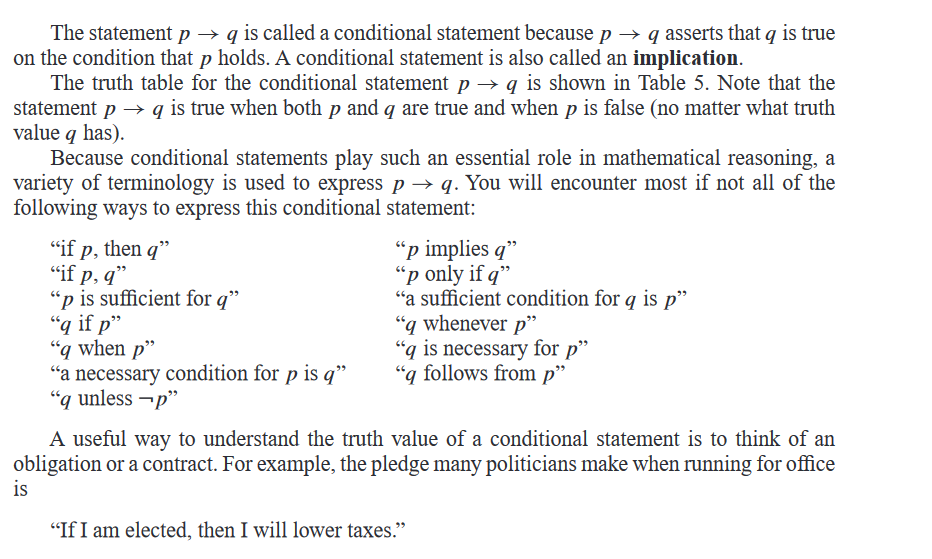 The statement p → q is called a conditional statement because p → q asserts that q is true
on the condition that p holds. A conditional statement is also called an implication.
The truth table for the conditional statement p → q is shown in Table 5. Note that the
statement p → q is true when both p and q are true and when p is false (no matter what truth
value q has).
Because conditional statements play such an essential role in mathematical reasoning, a
variety of terminology is used to express p → q. You will encounter most if not all of the
following ways to express this conditional statement:
“if p, then q”
“if p, q”
“p is sufficient for q”
“q if p”
“q when p”
“a necessary condition for p is q”
“q unless ¬p”
“p implies q”
“p only if q”
“a sufficient condition for q is p”
“q whenever p”
“q is necessary for p”
“q follows from p”
A useful way to understand the truth value of a conditional statement is to think of an
obligation or a contract. For example, the pledge many politicians make when running for office
is
“If I am elected, then I will lower taxes.”